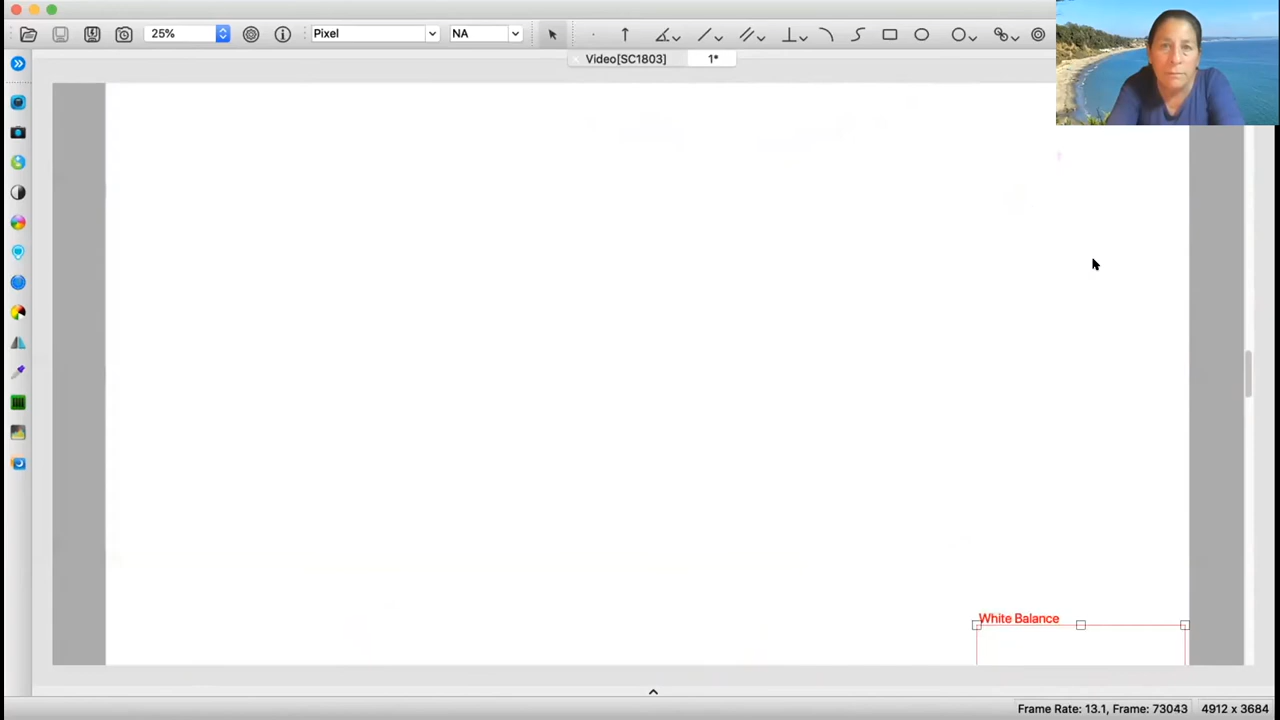 25%
Pixel
NA
Video[SC1803]
1*
White Balance
Frame Rate: 13.1, Frame: 73043
4912 x 3684